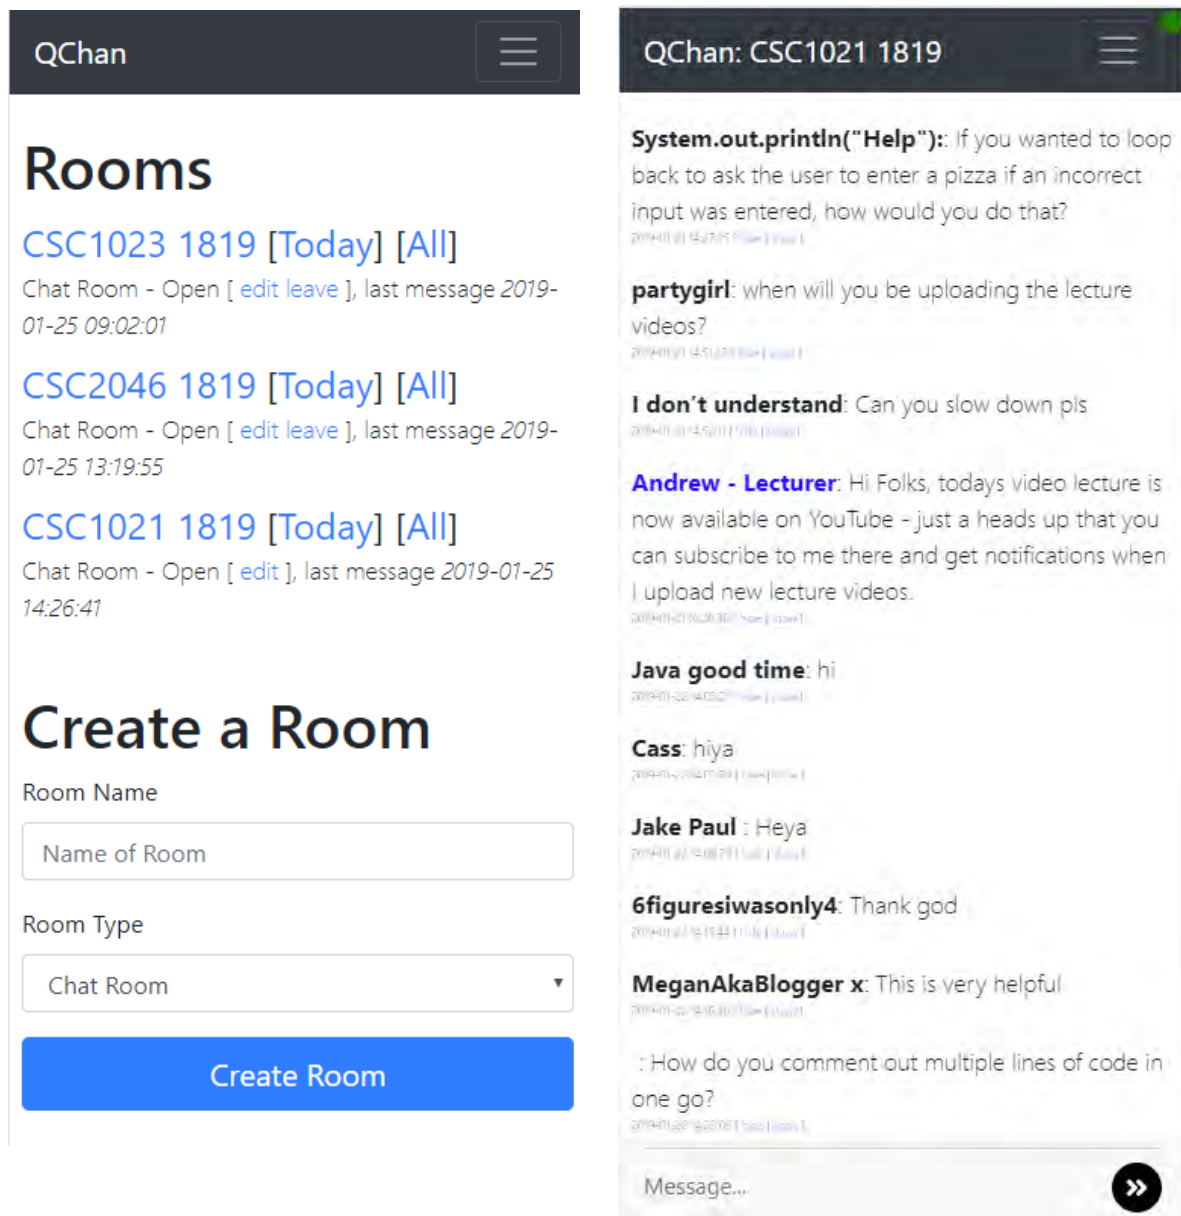 QChan
Rooms
CSC1023 1819 [Today] [All]
Chat Room - Open [ edit leave ], last message 2019-
01-25 09:02:01
CSC2046 1819 [Today] [All]
Chat Room - Open [ edit leave ], last message 2019-
01-25 13:19:55
CSC1021 1819 [Today] [All]
Chat Room - Open [ edit ], last message 2019-01-25
14:26:41
Create a Room
Room Name
Name of Room
Room Type
Chat Room
Create Room
QChan: CSC1021 1819
System.out.println("Help"):: If you wanted to loop
back to ask the user to enter a pizza if an incorrect
input was entered, how would you do that?
partygirl: when will you be uploading the lecture
videos?
I don't understand: Can you slow down pls
Andrew - Lecturer: Hi Folks, todays video lecture is
now available on YouTube - just a heads up that you
can subscribe to me there and get notifications when
I upload new lecture videos.
Java good time: hi
Cass: hiya
Jake Paul : Heya
6figuresiwasonly4: Thank god
MeganAkaBlogger x: This is very helpful
: How do you comment out multiple lines of code in
one go?
Message...